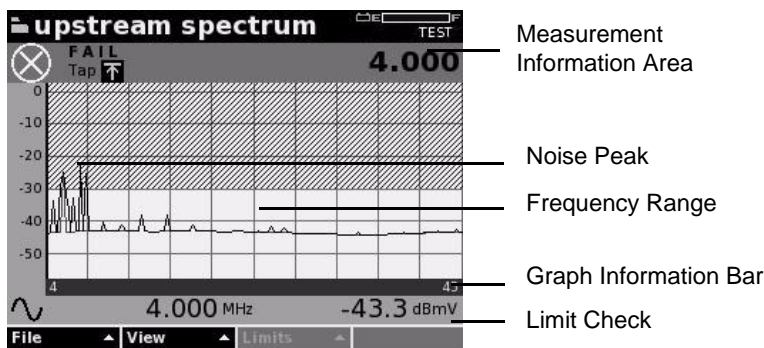 upstream spectrum
E F
TEST
FAIL
Tap
4.000
0
-10
-20
-30
-40
-50
4 45
4.000 MHz -43.3 dBmV
File View Limits
Measurement
Information Area
Noise Peak
Frequency Range
Graph Information Bar
Limit Check